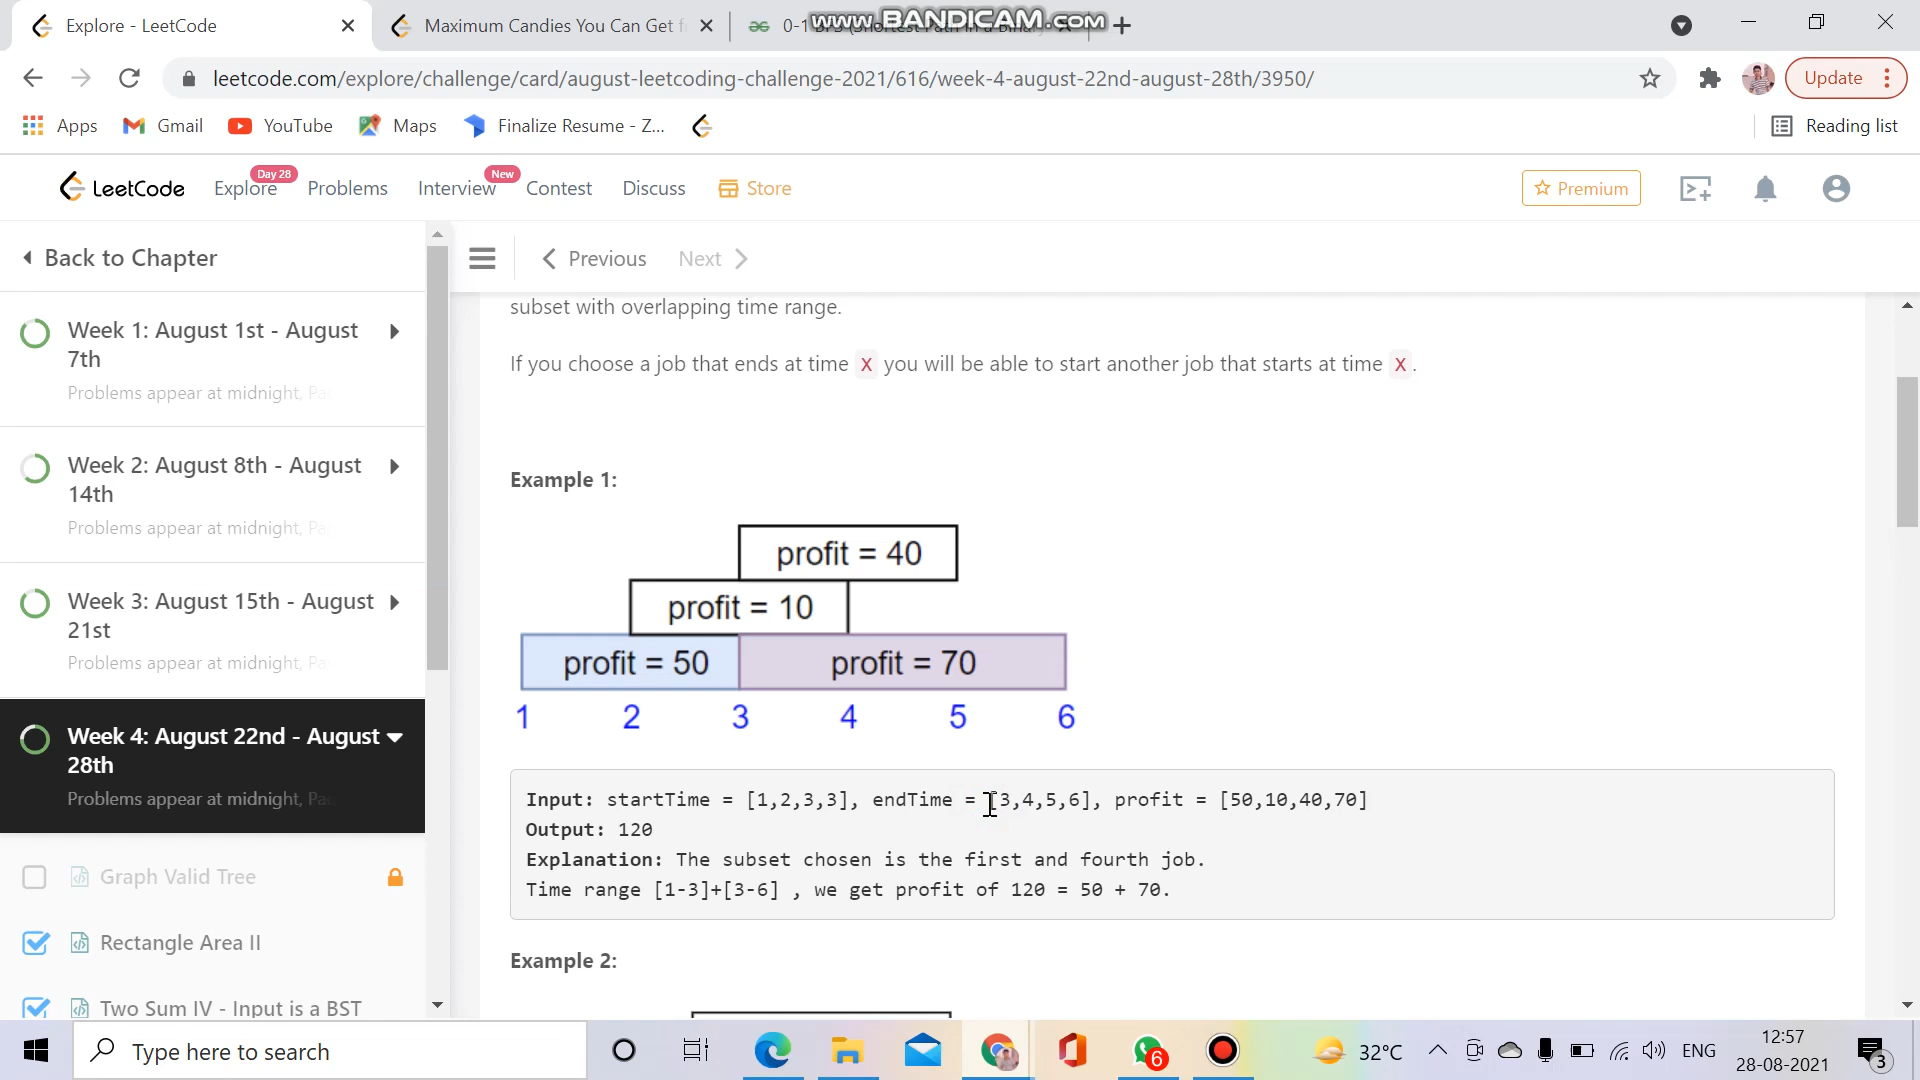 Explore - LeetCode
Maximum Candies You Can Get f
www.BANDICAM.com
leetcode.com/explore/challenge/card/august-leetcoding-challenge-2021/616/week-4-august-22nd-august-28th/3950/
Update
Apps
Gmail
YouTube
Maps
Finalize Resume - Z...
Reading list
LeetCode
Explore
Day 28
Problems
Interview
New
Contest
Discuss
Store
Premium
Back to Chapter
Previous
Next
Week 1: August 1st - August
7th
Problems appear at midnight, Pa
Week 2: August 8th - August
14th
Problems appear at midnight, Pa
Week 3: August 15th - August
21st
Problems appear at midnight, Pa
Week 4: August 22nd - August
28th
Problems appear at midnight, Pa
Graph Valid Tree
Rectangle Area II
Two Sum IV - Input is a BST
subset with overlapping time range.
If you choose a job that ends at time X you will be able to start another job that starts at time X.
Example 1:
profit = 40
profit = 10
profit = 50
profit = 70
1 2 3 4 5 6
Input: startTime = [1,2,3,3], endTime = [3,4,5,6], profit = [50,10,40,70]
Output: 120
Explanation: The subset chosen is the first and fourth job.
Time range [1-3]+[3-6] , we get profit of 120 = 50 + 70.
Example 2:
Type here to search
6
32°C
ENG
12:57
28-08-2021
3